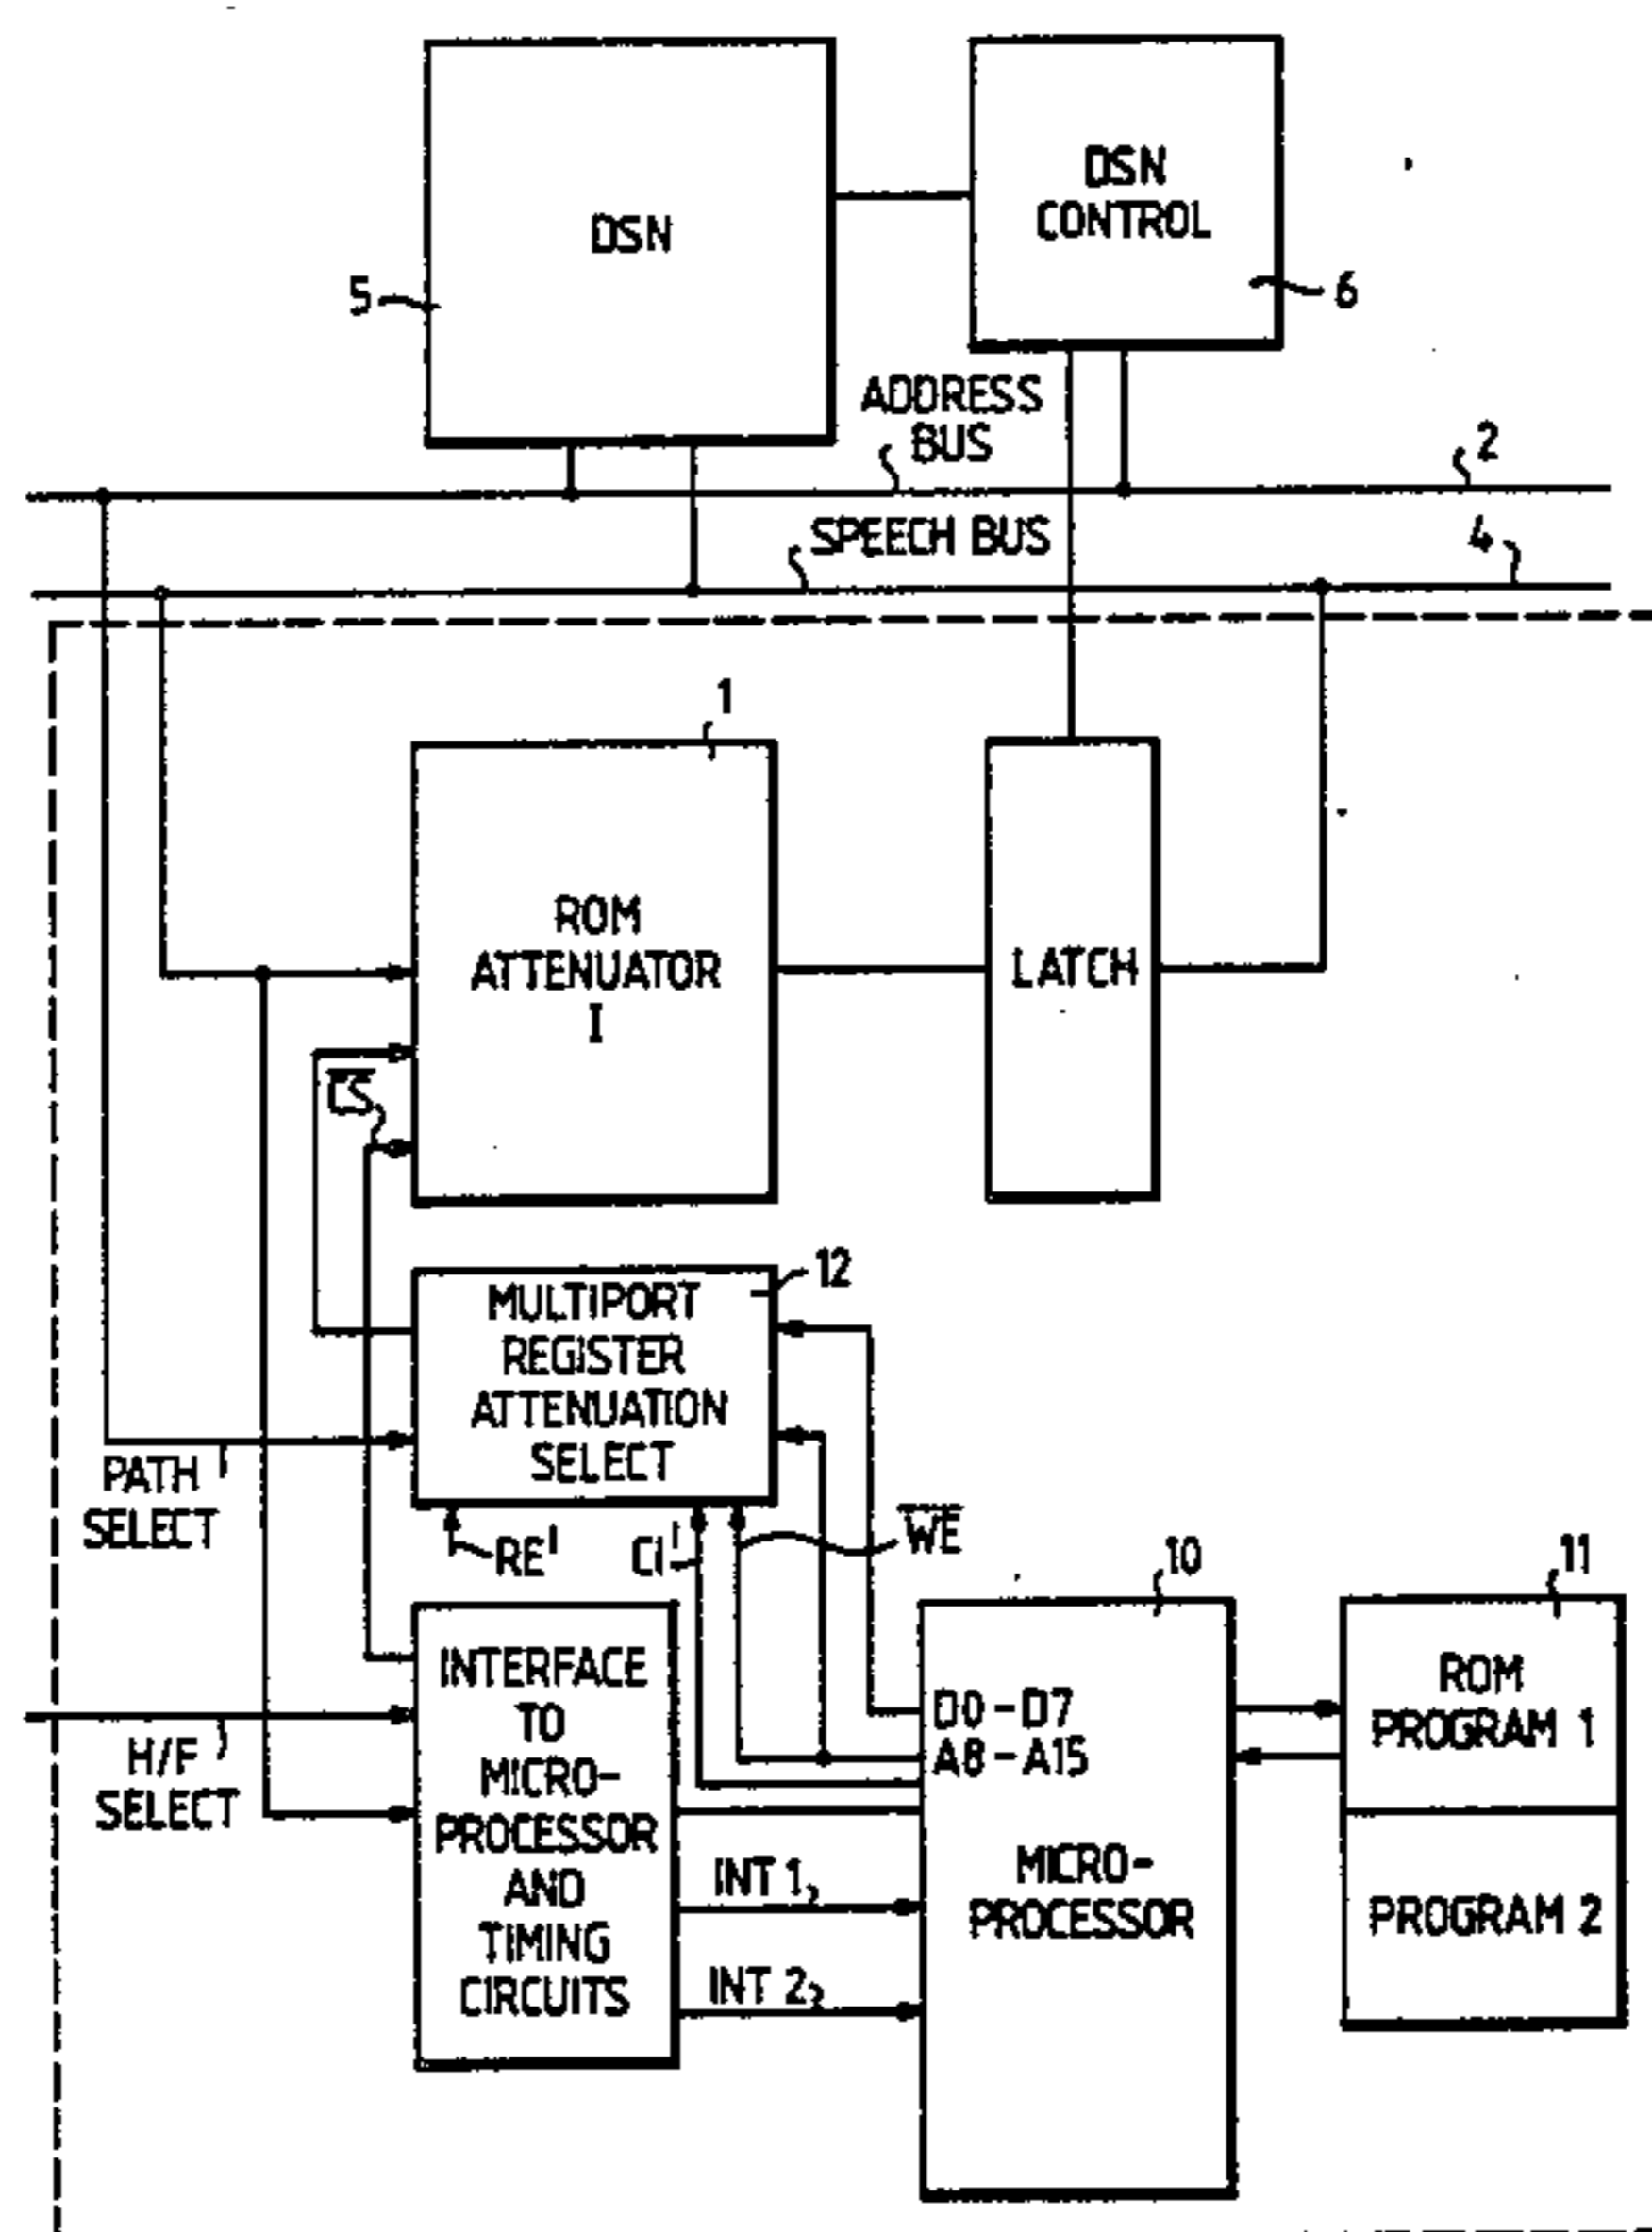 DSN
DSN
CONTROL
5
6
ADDRESS
BUS
2
SPEECH BUS
4
1
ROM
ATTENUATOR
I
LATCH
CS
12
MULTIPORT
REGISTER
ATTENUATION
SELECT
PATH
SELECT
RE'
CI'
WE
10
11
INTERFACE
TO
MICRO-
PROCESSOR
AND
TIMING
CIRCUITS
H/F
SELECT
D0-D7
A8-A15
INT 1
INT 2
MICRO-
PROCESSOR
ROM
PROGRAM 1
PROGRAM 2